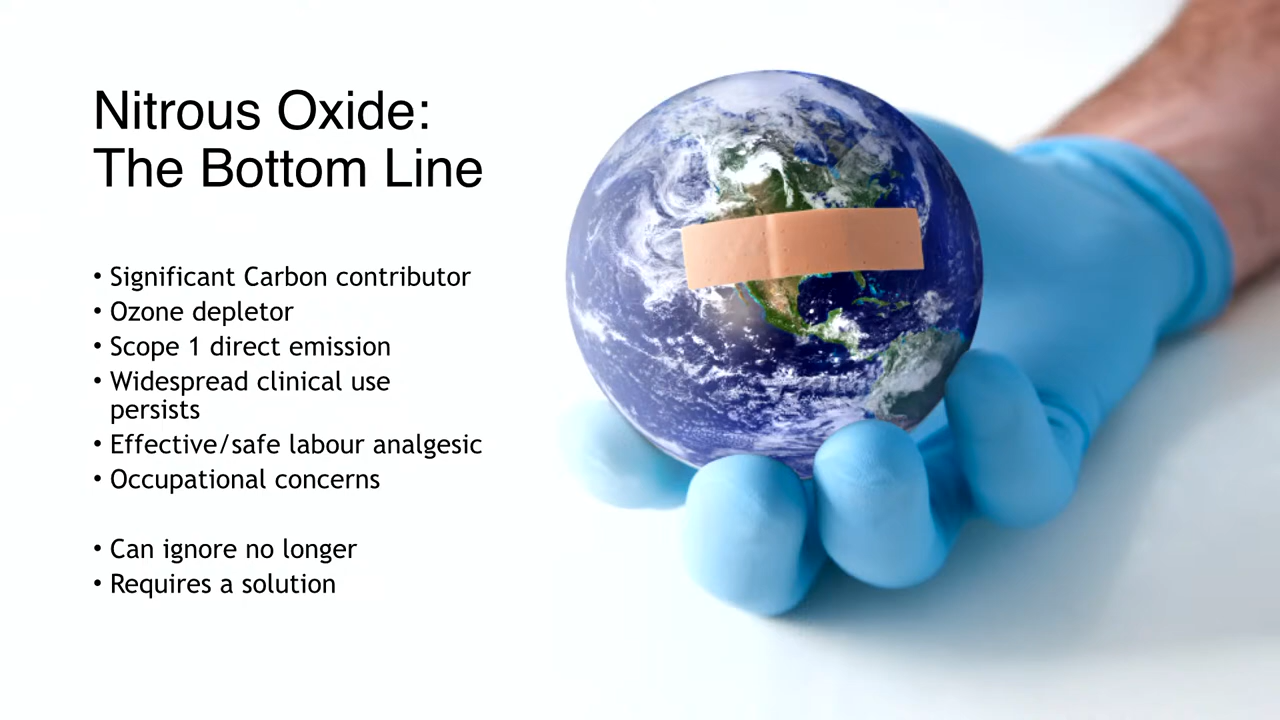 Nitrous Oxide:
The Bottom Line
• Significant Carbon contributor
• Ozone depletor
• Scope 1 direct emission
• Widespread clinical use
persists
• Effective/safe labour analgesic
• Occupational concerns
• Can ignore no longer
• Requires a solution